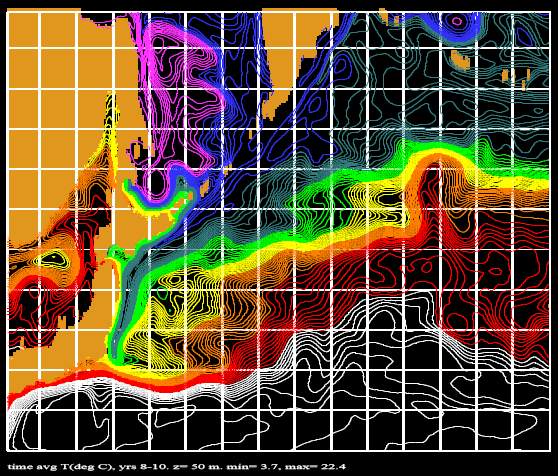 time avg T(deg C), yrs 8-10. z= 50 m. min= 3.7, max= 22.4